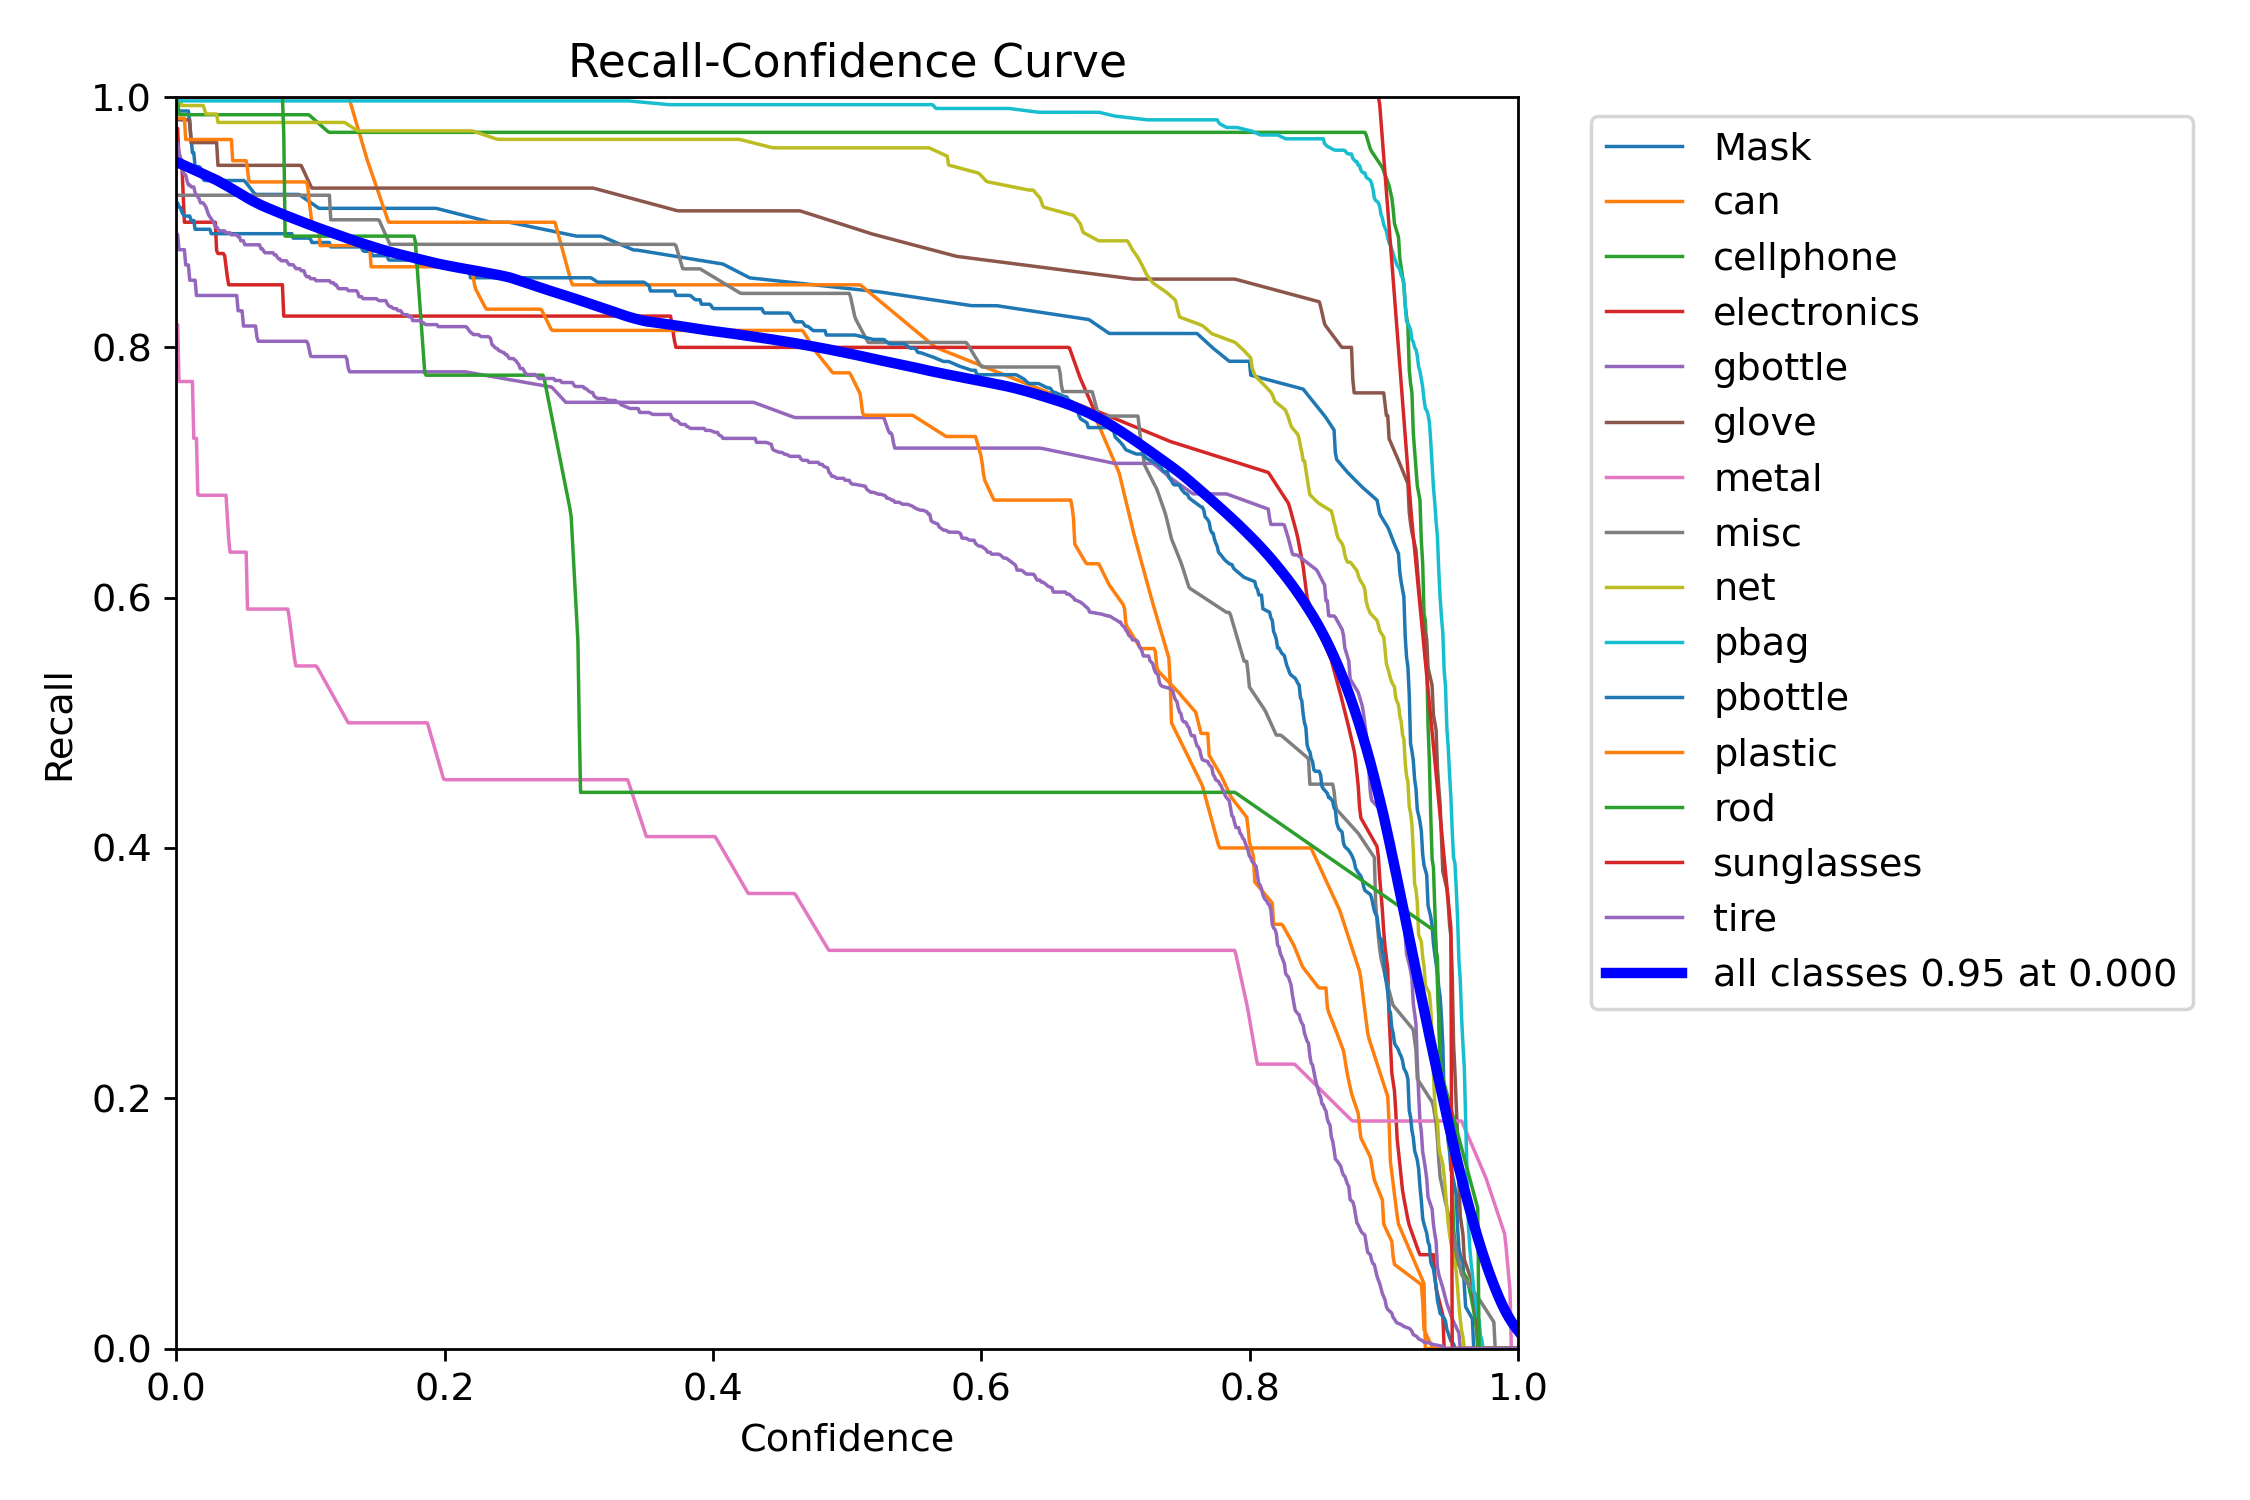 Recall-Confidence Curve
1.0
0.8
0.6
0.4
0.2
0.0
Recall
0.0 0.2 0.4 0.6 0.8 1.0
Confidence
Mask
can
cellphone
electronics
gbottle
glove
metal
misc
net
pbag
pbottle
plastic
rod
sunglasses
tire
all classes 0.95 at 0.000